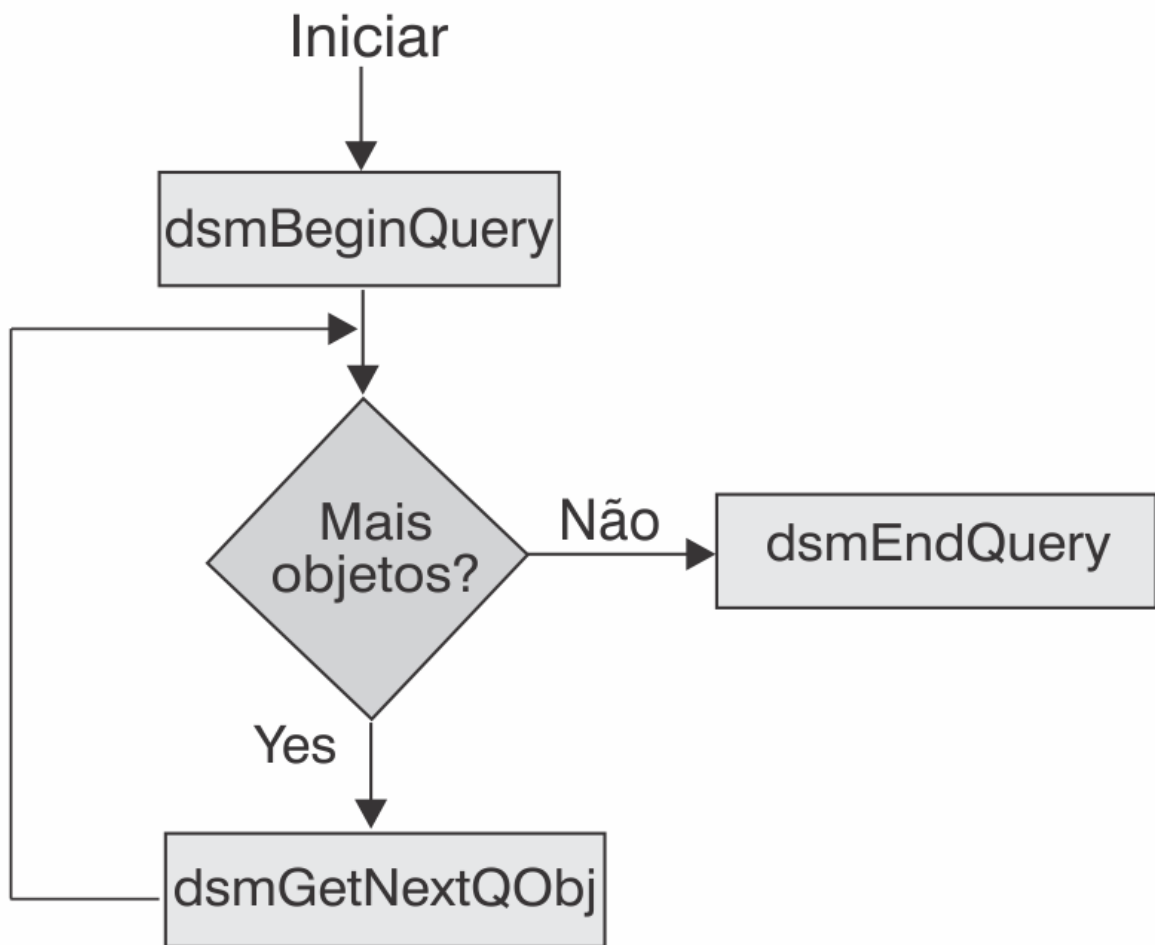 Iniciar
dsmBeginQuery
Mais
objetos?
Não
dsmEndQuery
Yes
dsmGetNextQObj